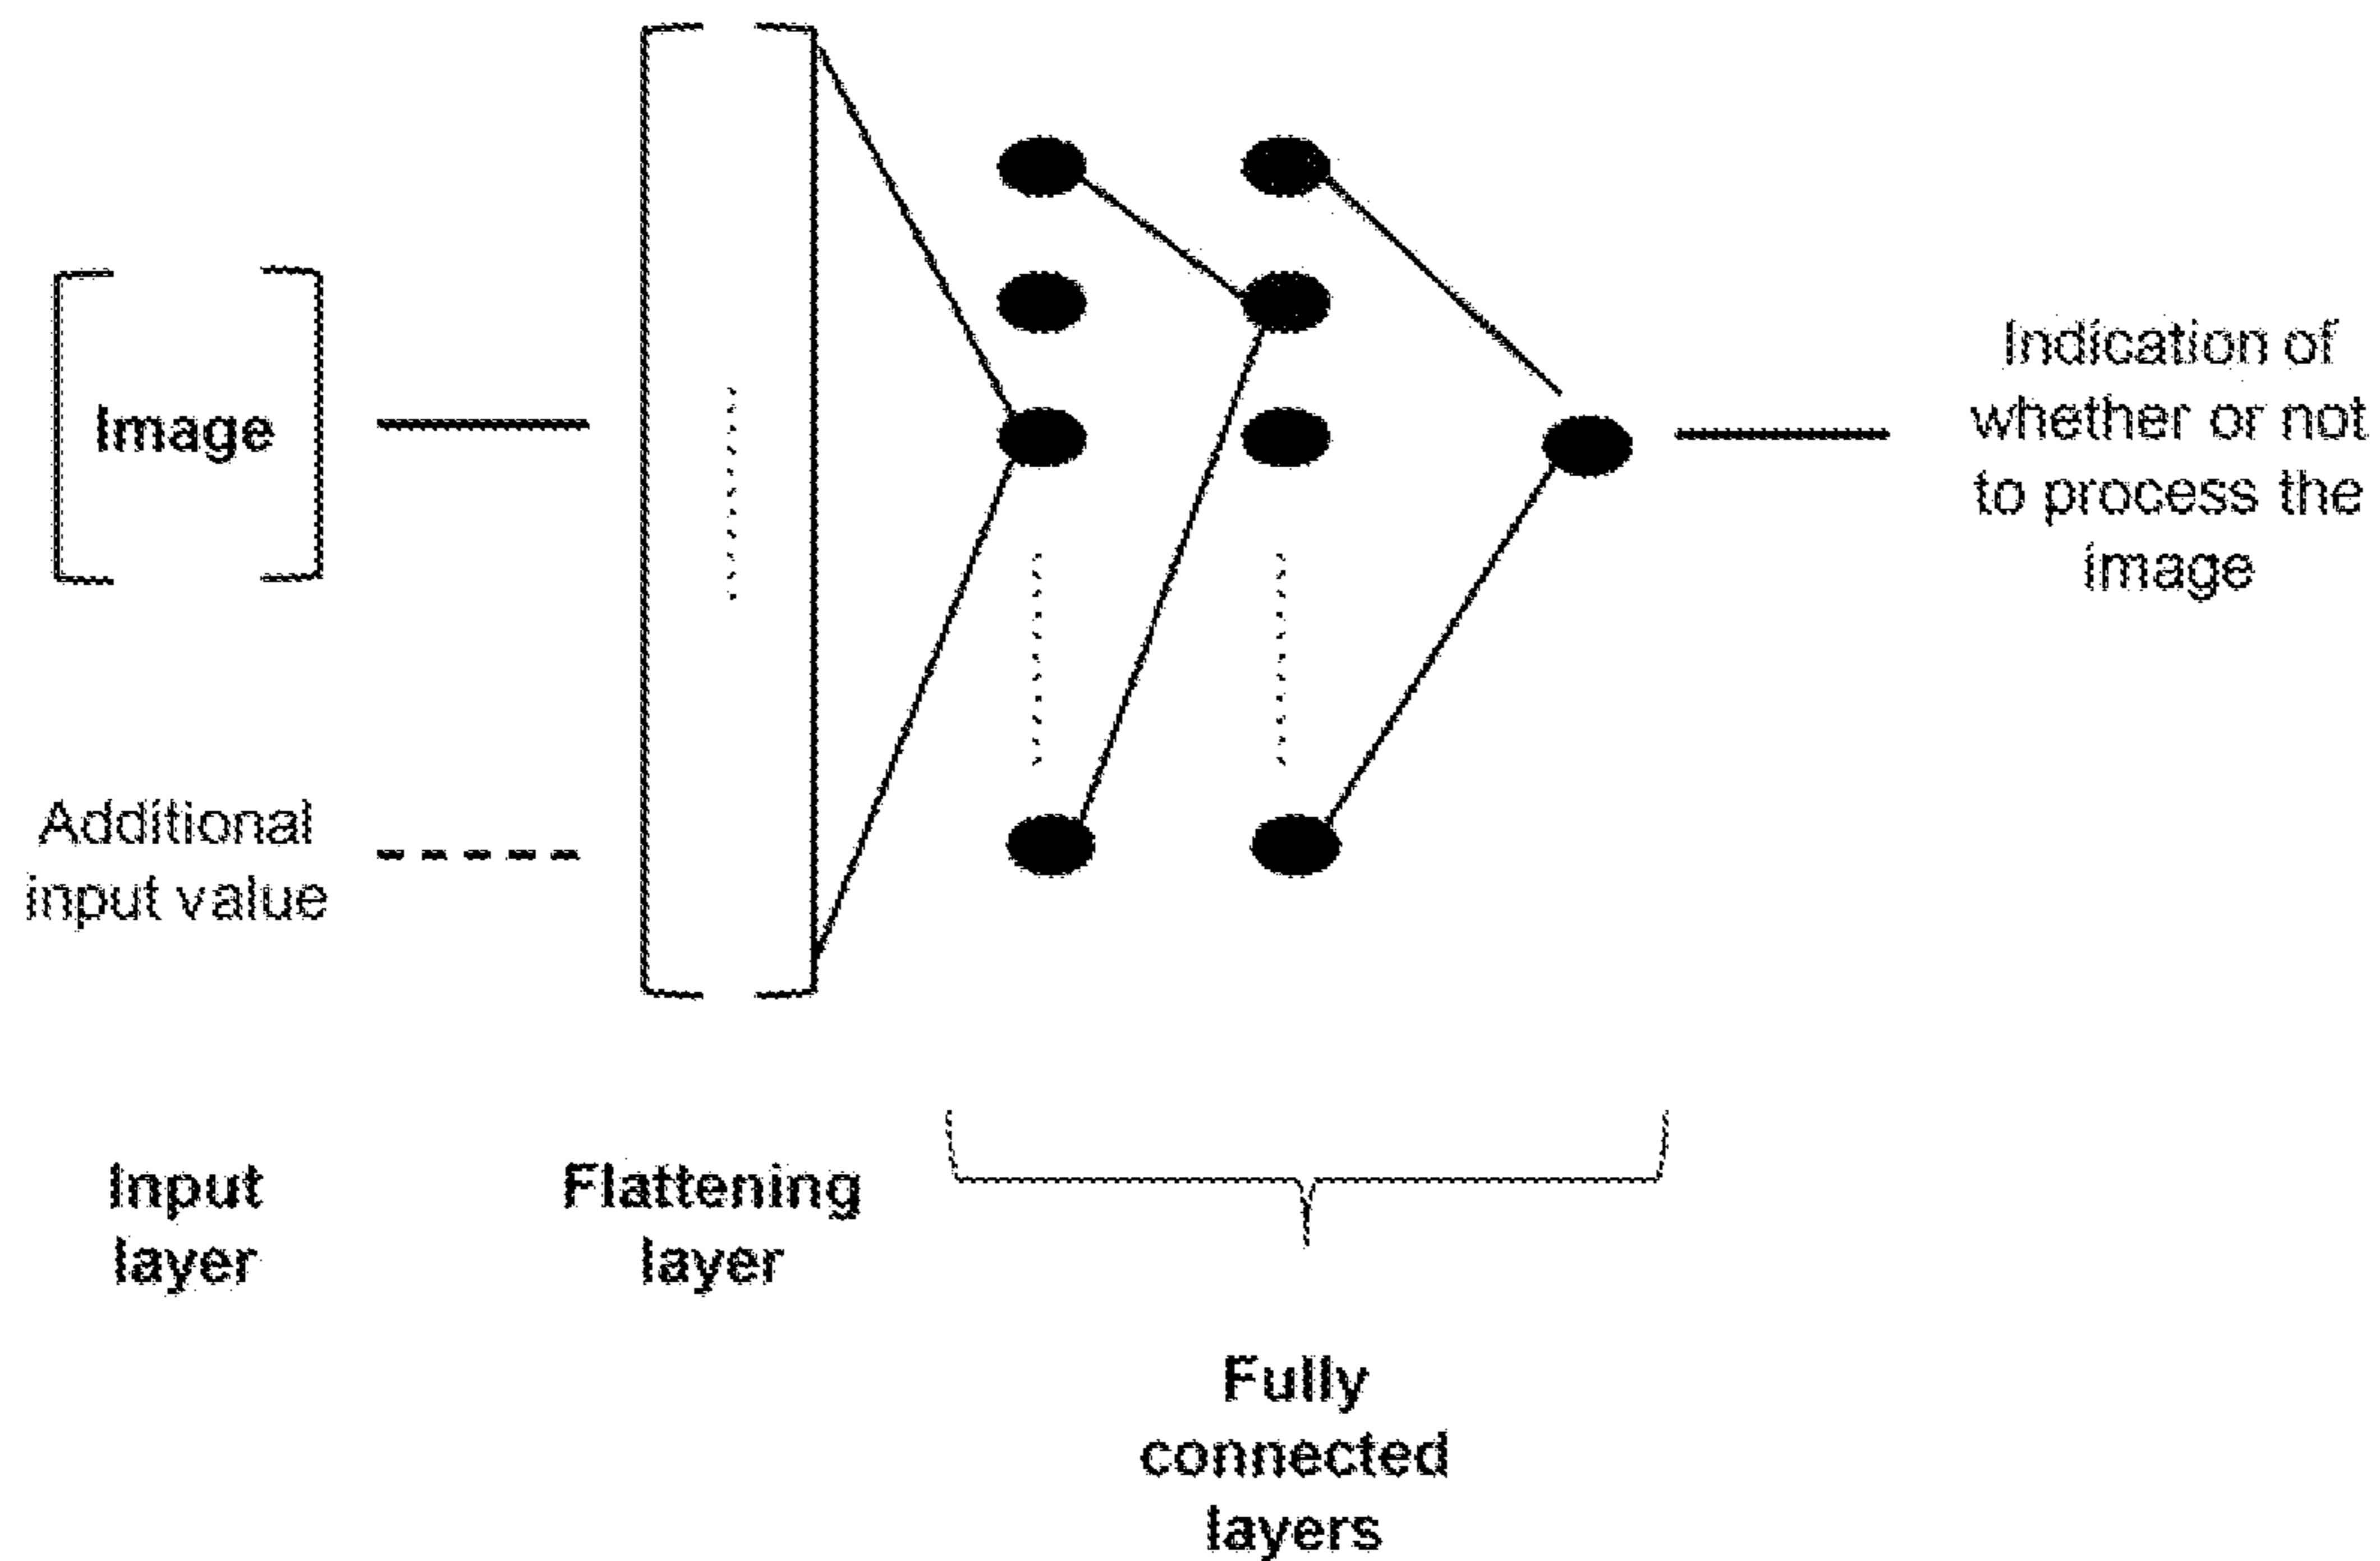 Image
Additional
input value
Indication of
whether or not
to process the
image
Input
layer
Flattening
layer
Fully
connected
layers